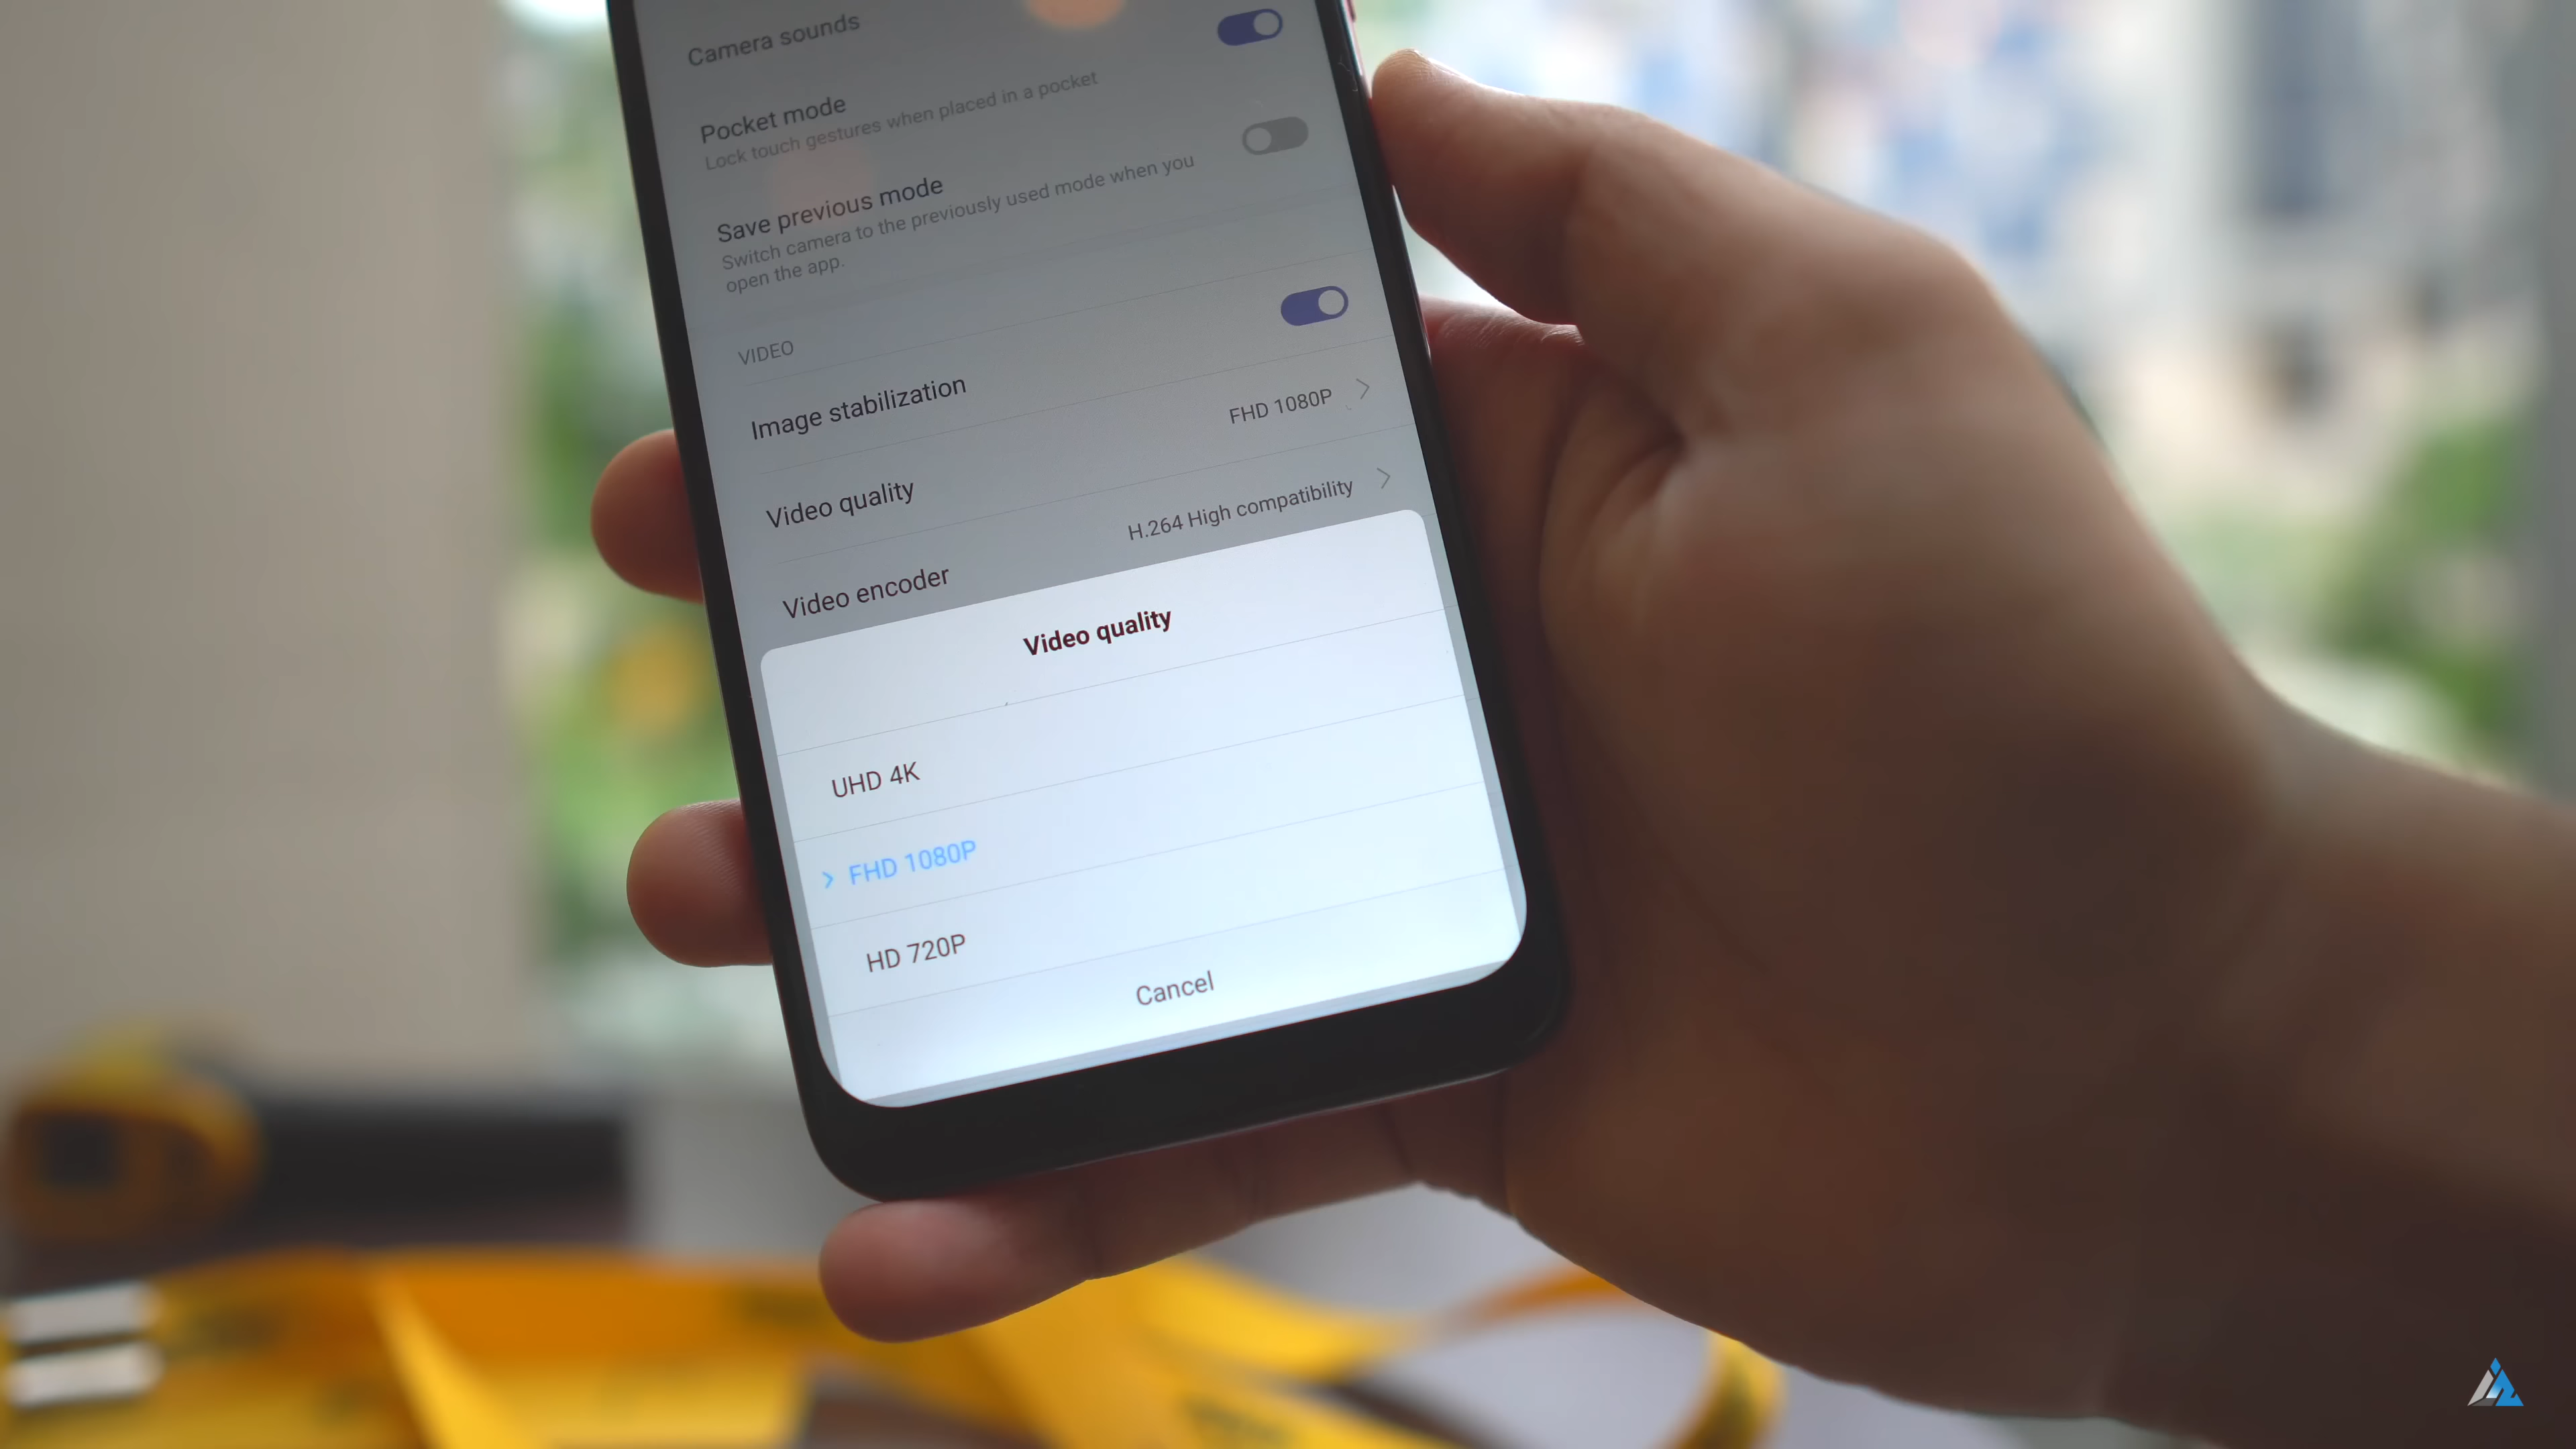 Camera sounds
Pocket mode
Lock touch gestures when placed in a pocket
Save previous mode
Switch camera to the previously used mode when you
open the app.
VIDEO
Image stabilization
Video quality
FHD 1080P
Video encoder
H.264 High compatibility
Video quality
UHD 4K
FHD 1080P
HD 720P
Cancel